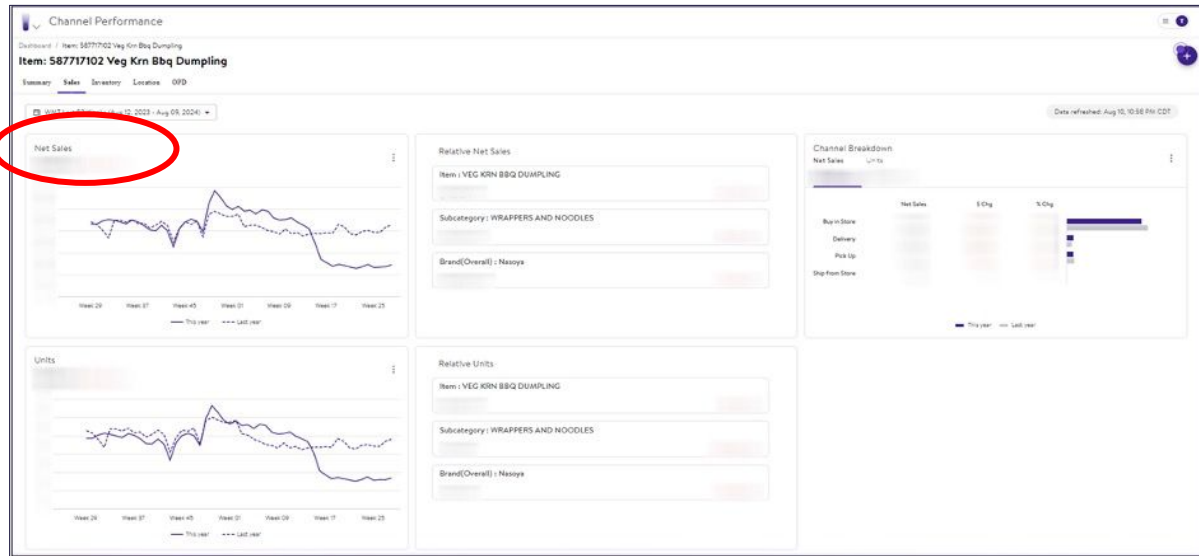 Channel Performance
Dashboard / Item: 587717102 Veg Krn Bbq Dumpling
Item: 587717102 Veg Krn Bbq Dumpling
Summary Sales Inventory Location OPD
2023 - Aug 09, 2024)
Data refreshed: Aug 10, 10:58 PM CDT
Net Sales
Week 29 Week 37 Week 45 Week 01 Week 09 Week 17 Week 25
This year Last year
Relative Net Sales
Item : VEG KRN BBQ DUMPLING
Subcategory : WRAPPERS AND NOODLES
Brand(Overall) : Nasoya
Channel Breakdown
Net Sales Units
Net Sales $ Chg % Chg
Buy in Store
Delivery
Pick Up
Ship from Store
This year Last year
Units
Week 29 Week 37 Week 45 Week 01 Week 09 Week 17 Week 25
This year Last year
Relative Units
Item : VEG KRN BBQ DUMPLING
Subcategory : WRAPPERS AND NOODLES
Brand(Overall) : Nasoya